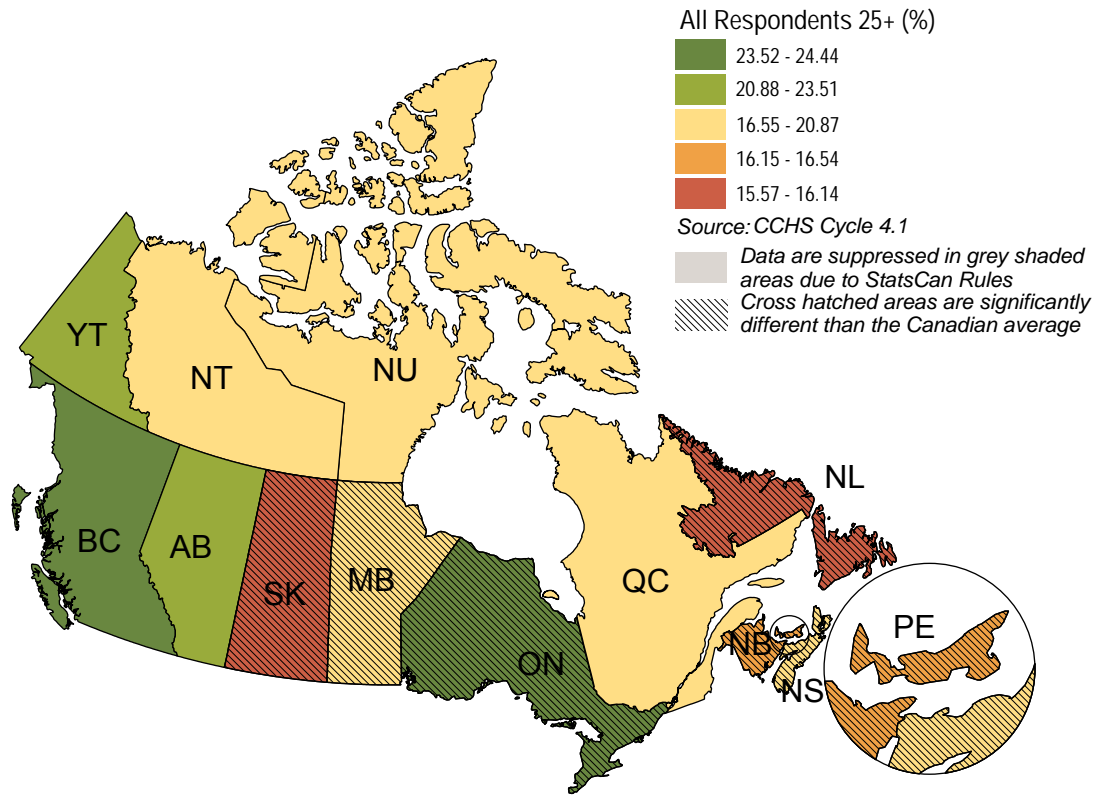 All Respondents 25+ (%)
23.52 - 24.44
20.88 - 23.51
16.55 - 20.87
16.15 - 16.54
15.57 - 16.14
Source: CCHS Cycle 4.1
Data are suppressed in grey shaded
areas due to StatsCan Rules
Cross hatched areas are significantly
different than the Canadian average
YT
NT
NU
NL
BC
AB
SK
MB
QC
ON
PE
NB
NS